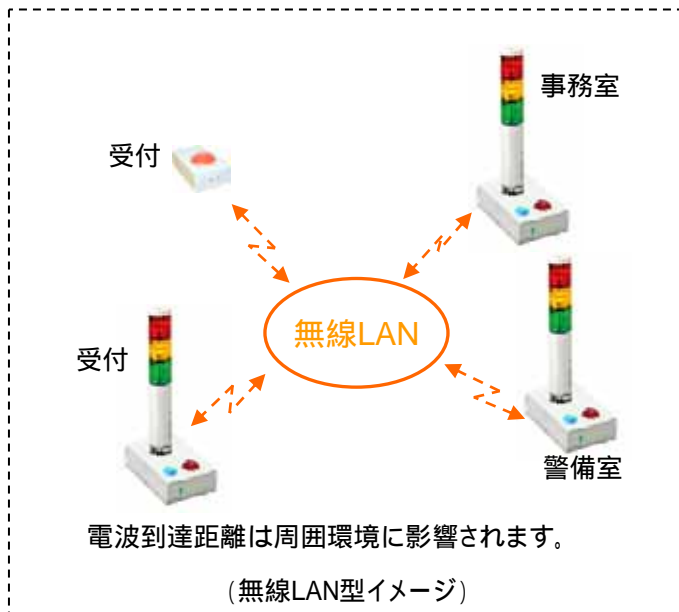 事務室
受付
無線LAN
受付
警備室
電波到達距離は周囲環境に影響されます。
(無線LAN型イメージ)